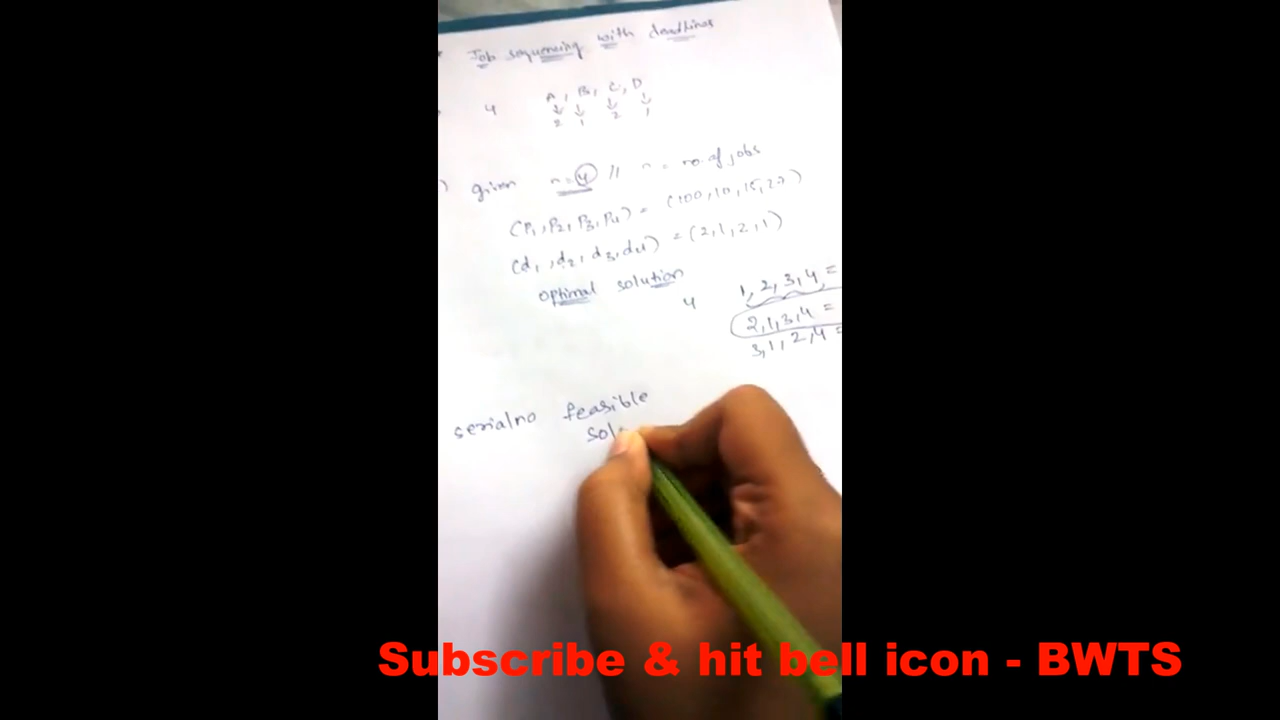 Job sequencing with deadlines
4 A, B, C, D
2 1 2 1
given n=4 // n = no of jobs
(P1, P2, P3, P4) = (100, 10, 15, 27)
(d1, d2, d3, d4) = (2, 1, 2, 1)
optimal solution
4 1, 2, 3, 4 =
2, 1, 3, 4 =
3, 1, 2, 4 =
serialno feasible
sol
Subscribe & hit bell icon - BWTS